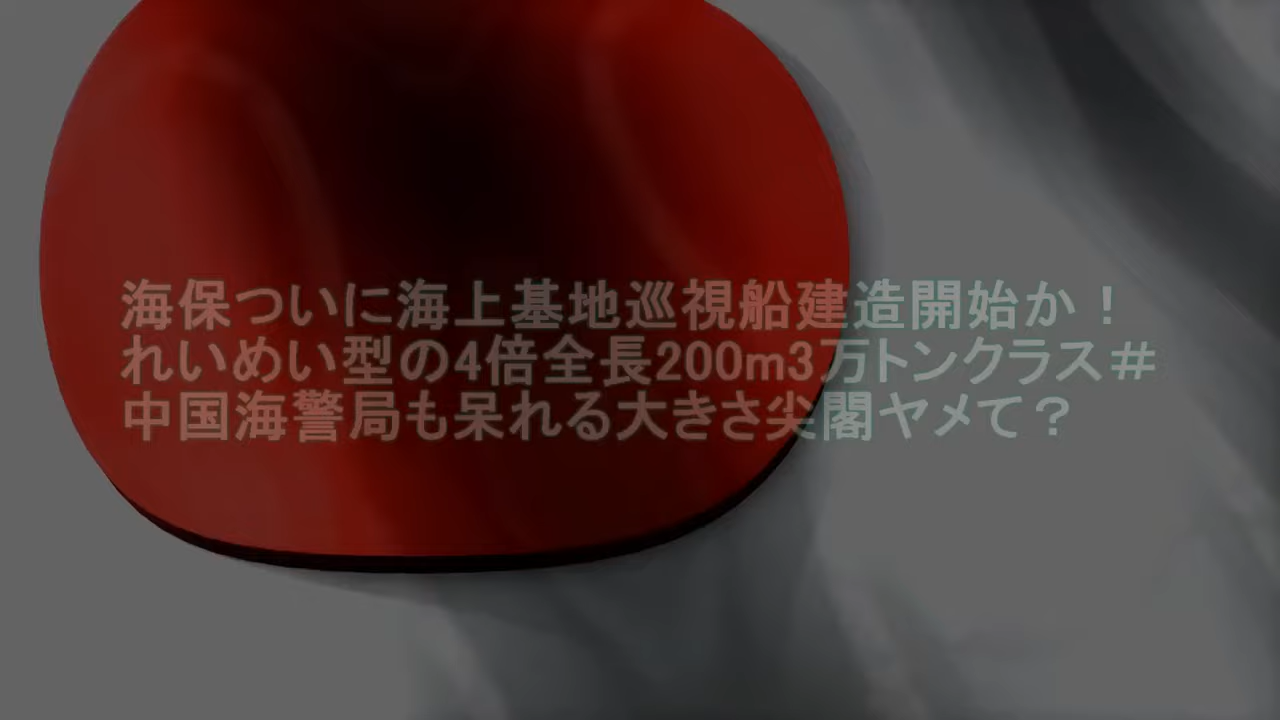 海保ついに海上基地巡視船建造開始か！
れいめい型の4倍全長200m3万トンクラス＃
中国海警局も呆れる大きさ尖閣ヤメて？